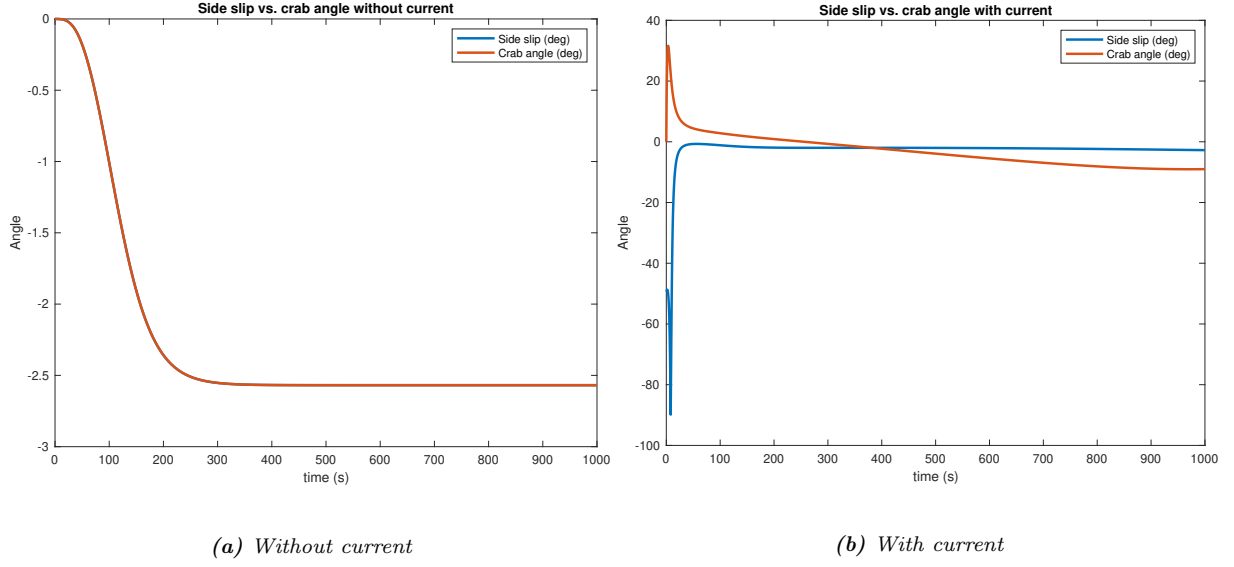 Side slip vs. crab angle without current
0
-0.5
-1
-1.5
-2
-2.5
-3
Angle
Side slip (deg)
Crab angle (deg)
0 100 200 300 400 500 600 700 800 900 1000
time (s)
(a) Without current
Side slip vs. crab angle with current
40
20
0
-20
-40
-60
-80
-100
Angle
Side slip (deg)
Crab angle (deg)
0 100 200 300 400 500 600 700 800 900 1000
time (s)
(b) With current